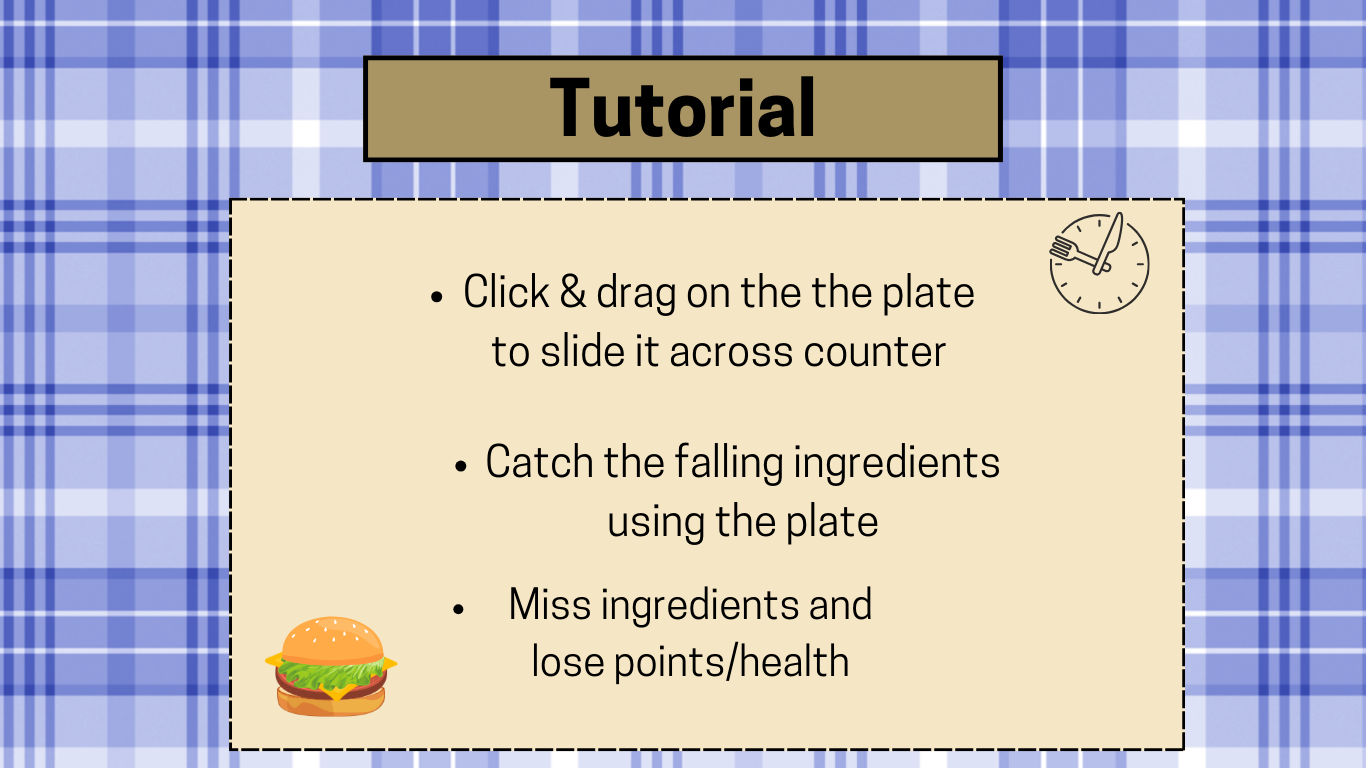 Tutorial
• Click & drag on the the plate
to slide it across counter
• Catch the falling ingredients
using the plate
• Miss ingredients and
lose points/health